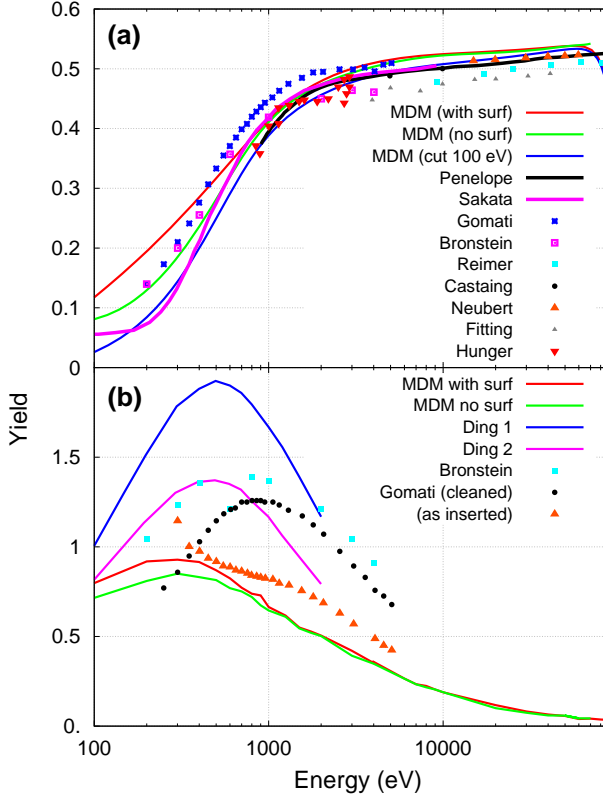 0.6
(a)
0.5
0.4
0.3
0.2
0.1
0
MDM (with surf)
MDM (no surf)
MDM (cut 100 eV)
Penelope
Sakata
Gomati
Bronstein
Reimer
Castaing
Neubert
Fitting
Hunger
Yield
(b)
1.5
1
0.5
0.
MDM with surf
MDM no surf
Ding 1
Ding 2
Bronstein
Gomati (cleaned)
(as inserted)
100
1000
10000
Energy (eV)